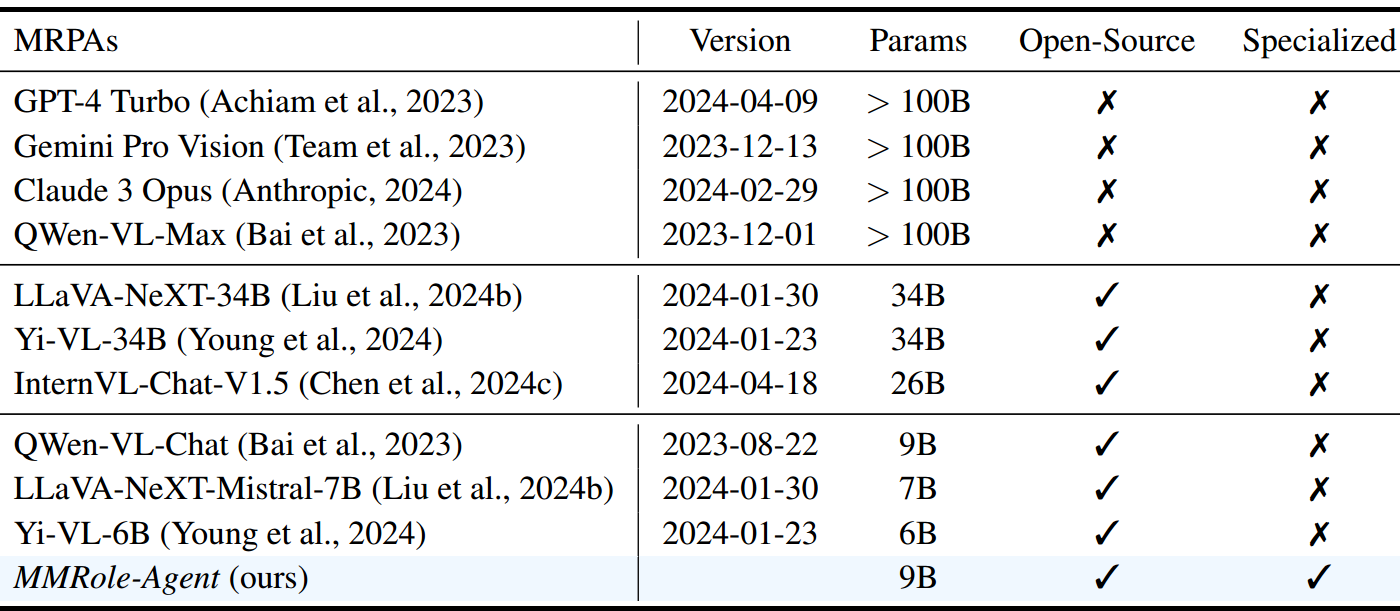 MRPAs Version Params Open-Source Specialized
GPT-4 Turbo (Achiam et al., 2023) 2024-04-09 > 100B ✗ ✗
Gemini Pro Vision (Team et al., 2023) 2023-12-13 > 100B ✗ ✗
Claude 3 Opus (Anthropic, 2024) 2024-02-29 > 100B ✗ ✗
QWen-VL-Max (Bai et al., 2023) 2023-12-01 > 100B ✗ ✗
LLaVA-NeXT-34B (Liu et al., 2024b) 2024-01-30 34B ✓ ✗
Yi-VL-34B (Young et al., 2024) 2024-01-23 34B ✓ ✗
InternVL-Chat-V1.5 (Chen et al., 2024c) 2024-04-18 26B ✓ ✗
QWen-VL-Chat (Bai et al., 2023) 2023-08-22 9B ✓ ✗
LLaVA-NeXT-Mistral-7B (Liu et al., 2024b) 2024-01-30 7B ✓ ✗
Yi-VL-6B (Young et al., 2024) 2024-01-23 6B ✓ ✗
MMRole-Agent (ours) 9B ✓ ✓